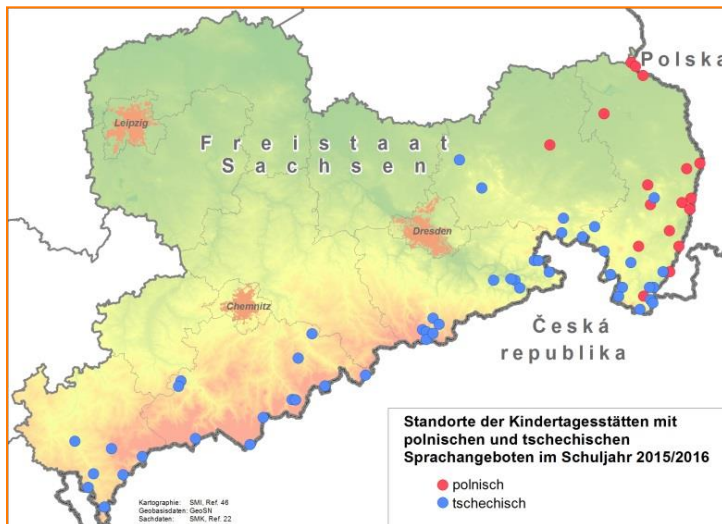 Polska
Leipzig
Freistaat
Sachsen
Dresden
Chemnitz
Česká
republika
Standorte der Kindertagesstätten mit
polnischen und tschechischen
Sprachangeboten im Schuljahr 2015/2016
polnisch
tschechisch
Kartographie: SMI, Ref. 46
Geobasisdaten: GeoSN
Sachdaten: SMK, Ref. 22